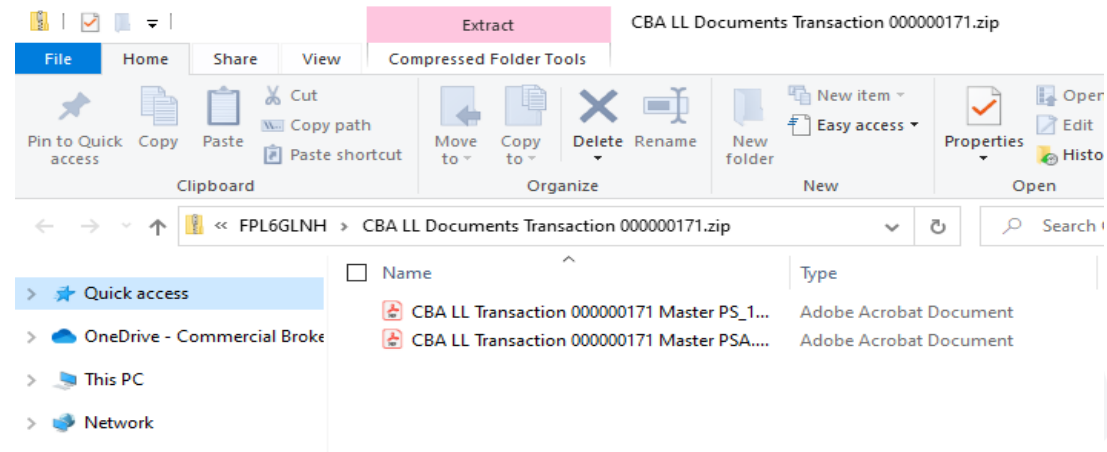 Extract CBA LL Documents Transaction 000000171.zip
File Home Share View Compressed Folder Tools
Pin to Quick access
Copy
Paste
Cut
Copy path
Paste shortcut
Move to
Copy to
Delete
Rename
New folder
New item
Easy access
Properties
Open
Edit
Histo
Clipboard Organize New Open
« FPL6GLNH > CBA LL Documents Transaction 000000171.zip Search
Name Type
Quick access
CBA LL Transaction 000000171 Master PS_1... Adobe Acrobat Document
OneDrive - Commercial Broke
CBA LL Transaction 000000171 Master PSA.... Adobe Acrobat Document
This PC
Network